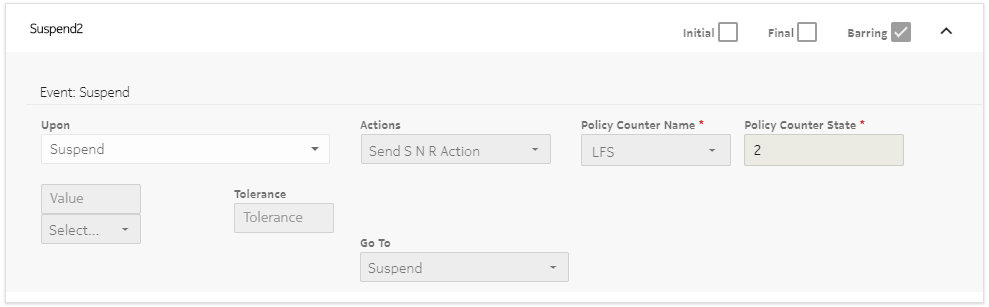 Suspend2
Initial
Final
Barring
Event: Suspend
Upon
Actions
Policy Counter Name *
Policy Counter State *
Suspend
Send S N R Action
LFS
2
Value
Tolerance
Select...
Tolerance
Go To
Suspend